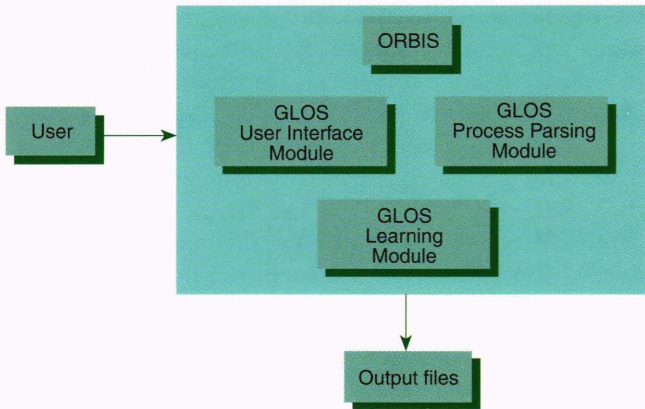 ORBIS
User
GLOS
User Interface
Module
GLOS
Process Parsing
Module
GLOS
Learning
Module
Output files